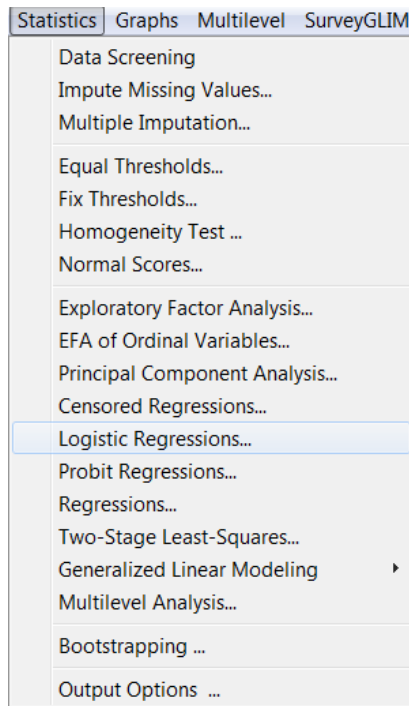 Statistics Graphs Multilevel SurveyGLIM
Data Screening
Impute Missing Values...
Multiple Imputation...
Equal Thresholds...
Fix Thresholds...
Homogeneity Test ...
Normal Scores...
Exploratory Factor Analysis...
EFA of Ordinal Variables...
Principal Component Analysis...
Censored Regressions...
Logistic Regressions...
Probit Regressions...
Regressions...
Two-Stage Least-Squares...
Generalized Linear Modeling
Multilevel Analysis...
Bootstrapping ...
Output Options ...